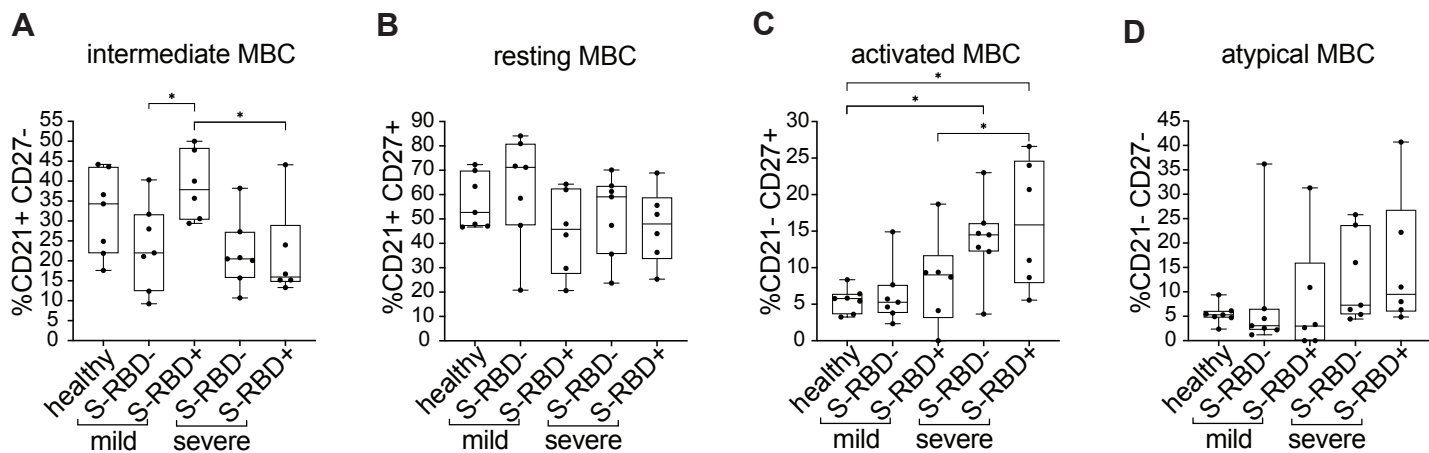 A
intermediate MBC
%CD21+ CD27-
55
50
45
40
35
30
25
20
15
10
5
0
*
*
healthy
S-RBD-
S-RBD+
S-RBD-
S-RBD+
mild
severe
B
resting MBC
%CD21+ CD27+
90
80
70
60
50
40
30
20
10
0
healthy
S-RBD-
S-RBD+
S-RBD-
S-RBD+
mild
severe
C
activated MBC
%CD21- CD27+
30
25
20
15
10
5
0
*
*
*
healthy
S-RBD-
S-RBD+
S-RBD-
S-RBD+
mild
severe
D
atypical MBC
%CD21- CD27-
45
40
35
30
25
20
15
10
5
0
healthy
S-RBD-
S-RBD+
S-RBD-
S-RBD+
mild
severe